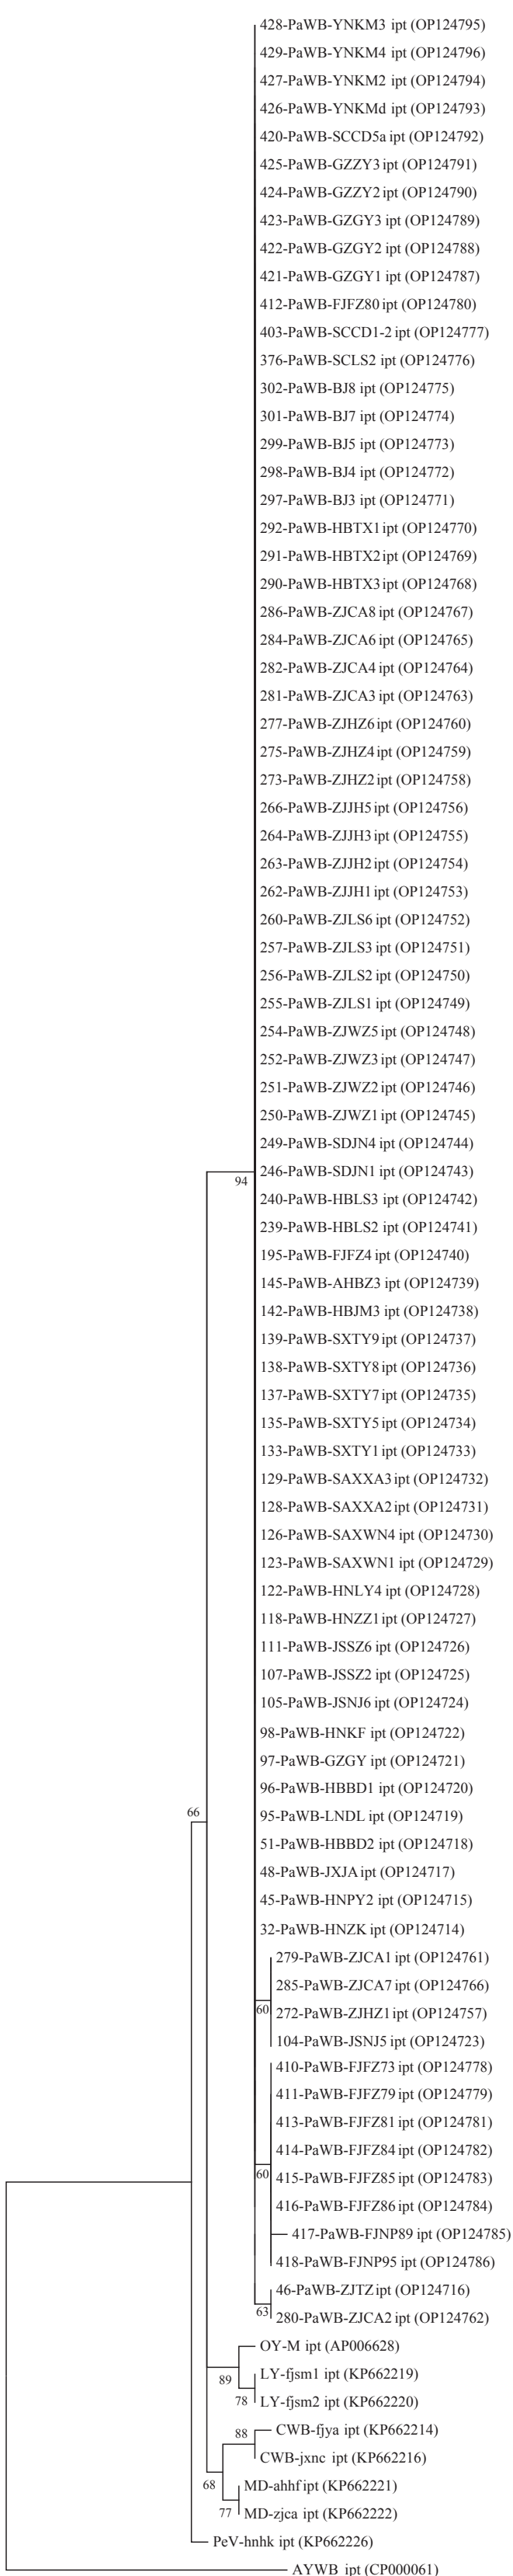 428-PaWB-YNKM3 ipt (OP124795)
429-PaWB-YNKM4 ipt (OP124796)
427-PaWB-YNKM2 ipt (OP124794)
426-PaWB-YNKMd ipt (OP124793)
420-PaWB-SCCD5a ipt (OP124792)
425-PaWB-GZZY3 ipt (OP124791)
424-PaWB-GZZY2 ipt (OP124790)
423-PaWB-GZGY3 ipt (OP124789)
422-PaWB-GZGY2 ipt (OP124788)
421-PaWB-GZGY1 ipt (OP124787)
412-PaWB-FJFZ80 ipt (OP124780)
403-PaWB-SCCD1-2 ipt (OP124777)
376-PaWB-SCLS2 ipt (OP124776)
302-PaWB-BJ8 ipt (OP124775)
301-PaWB-BJ7 ipt (OP124774)
299-PaWB-BJ5 ipt (OP124773)
298-PaWB-BJ4 ipt (OP124772)
297-PaWB-BJ3 ipt (OP124771)
292-PaWB-HBTX1 ipt (OP124770)
291-PaWB-HBTX2 ipt (OP124769)
290-PaWB-HBTX3 ipt (OP124768)
286-PaWB-ZJCA8 ipt (OP124767)
284-PaWB-ZJCA6 ipt (OP124765)
282-PaWB-ZJCA4 ipt (OP124764)
281-PaWB-ZJCA3 ipt (OP124763)
277-PaWB-ZJHZ6 ipt (OP124760)
275-PaWB-ZJHZ4 ipt (OP124759)
273-PaWB-ZJHZ2 ipt (OP124758)
266-PaWB-ZJJH5 ipt (OP124756)
264-PaWB-ZJJH3 ipt (OP124755)
263-PaWB-ZJJH2 ipt (OP124754)
262-PaWB-ZJJH1 ipt (OP124753)
260-PaWB-ZJLS6 ipt (OP124752)
257-PaWB-ZJLS3 ipt (OP124751)
256-PaWB-ZJLS2 ipt (OP124750)
255-PaWB-ZJLS1 ipt (OP124749)
254-PaWB-ZJWZ5 ipt (OP124748)
252-PaWB-ZJWZ3 ipt (OP124747)
251-PaWB-ZJWZ2 ipt (OP124746)
250-PaWB-ZJWZ1 ipt (OP124745)
249-PaWB-SDJN4 ipt (OP124744)
246-PaWB-SDJN1 ipt (OP124743)
94
240-PaWB-HBLS3 ipt (OP124742)
239-PaWB-HBLS2 ipt (OP124741)
195-PaWB-FJFZ4 ipt (OP124740)
145-PaWB-AHBZ3 ipt (OP124739)
142-PaWB-HBJM3 ipt (OP124738)
139-PaWB-SXTY9 ipt (OP124737)
138-PaWB-SXTY8 ipt (OP124736)
137-PaWB-SXTY7 ipt (OP124735)
135-PaWB-SXTY5 ipt (OP124734)
133-PaWB-SXTY1 ipt (OP124733)
129-PaWB-SAXXA3 ipt (OP124732)
128-PaWB-SAXXA2 ipt (OP124731)
126-PaWB-SAXWN4 ipt (OP124730)
123-PaWB-SAXWN1 ipt (OP124729)
122-PaWB-HNLY4 ipt (OP124728)
118-PaWB-HNZZ1 ipt (OP124727)
111-PaWB-JSSZ6 ipt (OP124726)
107-PaWB-JSSZ2 ipt (OP124725)
105-PaWB-JSNJ6 ipt (OP124724)
98-PaWB-HNKF ipt (OP124722)
97-PaWB-GZGY ipt (OP124721)
96-PaWB-HBBD1 ipt (OP124720)
66
95-PaWB-LNDL ipt (OP124719)
51-PaWB-HBBD2 ipt (OP124718)
48-PaWB-JXJA ipt (OP124717)
45-PaWB-HNPY2 ipt (OP124715)
32-PaWB-HNZK ipt (OP124714)
279-PaWB-ZJCA1 ipt (OP124761)
285-PaWB-ZJCA7 ipt (OP124766)
60
272-PaWB-ZJHZ1 ipt (OP124757)
104-PaWB-JSNJ5 ipt (OP124723)
410-PaWB-FJFZ73 ipt (OP124778)
411-PaWB-FJFZ79 ipt (OP124779)
413-PaWB-FJFZ81 ipt (OP124781)
414-PaWB-FJFZ84 ipt (OP124782)
60
415-PaWB-FJFZ85 ipt (OP124783)
416-PaWB-FJFZ86 ipt (OP124784)
417-PaWB-FJNP89 ipt (OP124785)
418-PaWB-FJNP95 ipt (OP124786)
46-PaWB-ZJTZ ipt (OP124716)
63
280-PaWB-ZJCA2 ipt (OP124762)
OY-M ipt (AP006628)
89
LY-fjsm1 ipt (KP662219)
78
LY-fjsm2 ipt (KP662220)
88
CWB-fjya ipt (KP662214)
CWB-jxnc ipt (KP662216)
68
MD-ahhf ipt (KP662221)
77
MD-zjca ipt (KP662222)
PeV-hnhk ipt (KP662226)
AYWB ipt (CP000061)